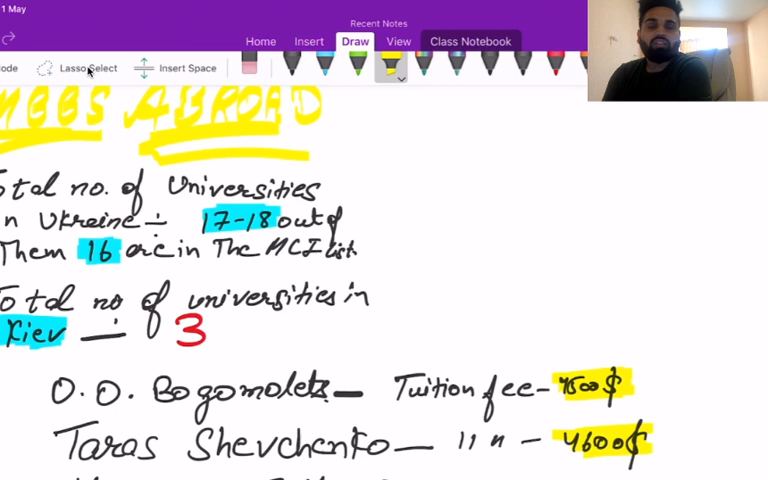 1 May
Recent Notes
Home Insert Draw View Class Notebook
ode Lasso Select Insert Space
MBBS ABROAD
otal no. of Universities
n Ukraine ÷ 17-18 out of
Them 16 are in The MCI list
otal no of universities in
Kiev — 3
O. O. Bogomolets — Tuition fee - 4500$
Taras Shevchenko — 11 n - 4600$